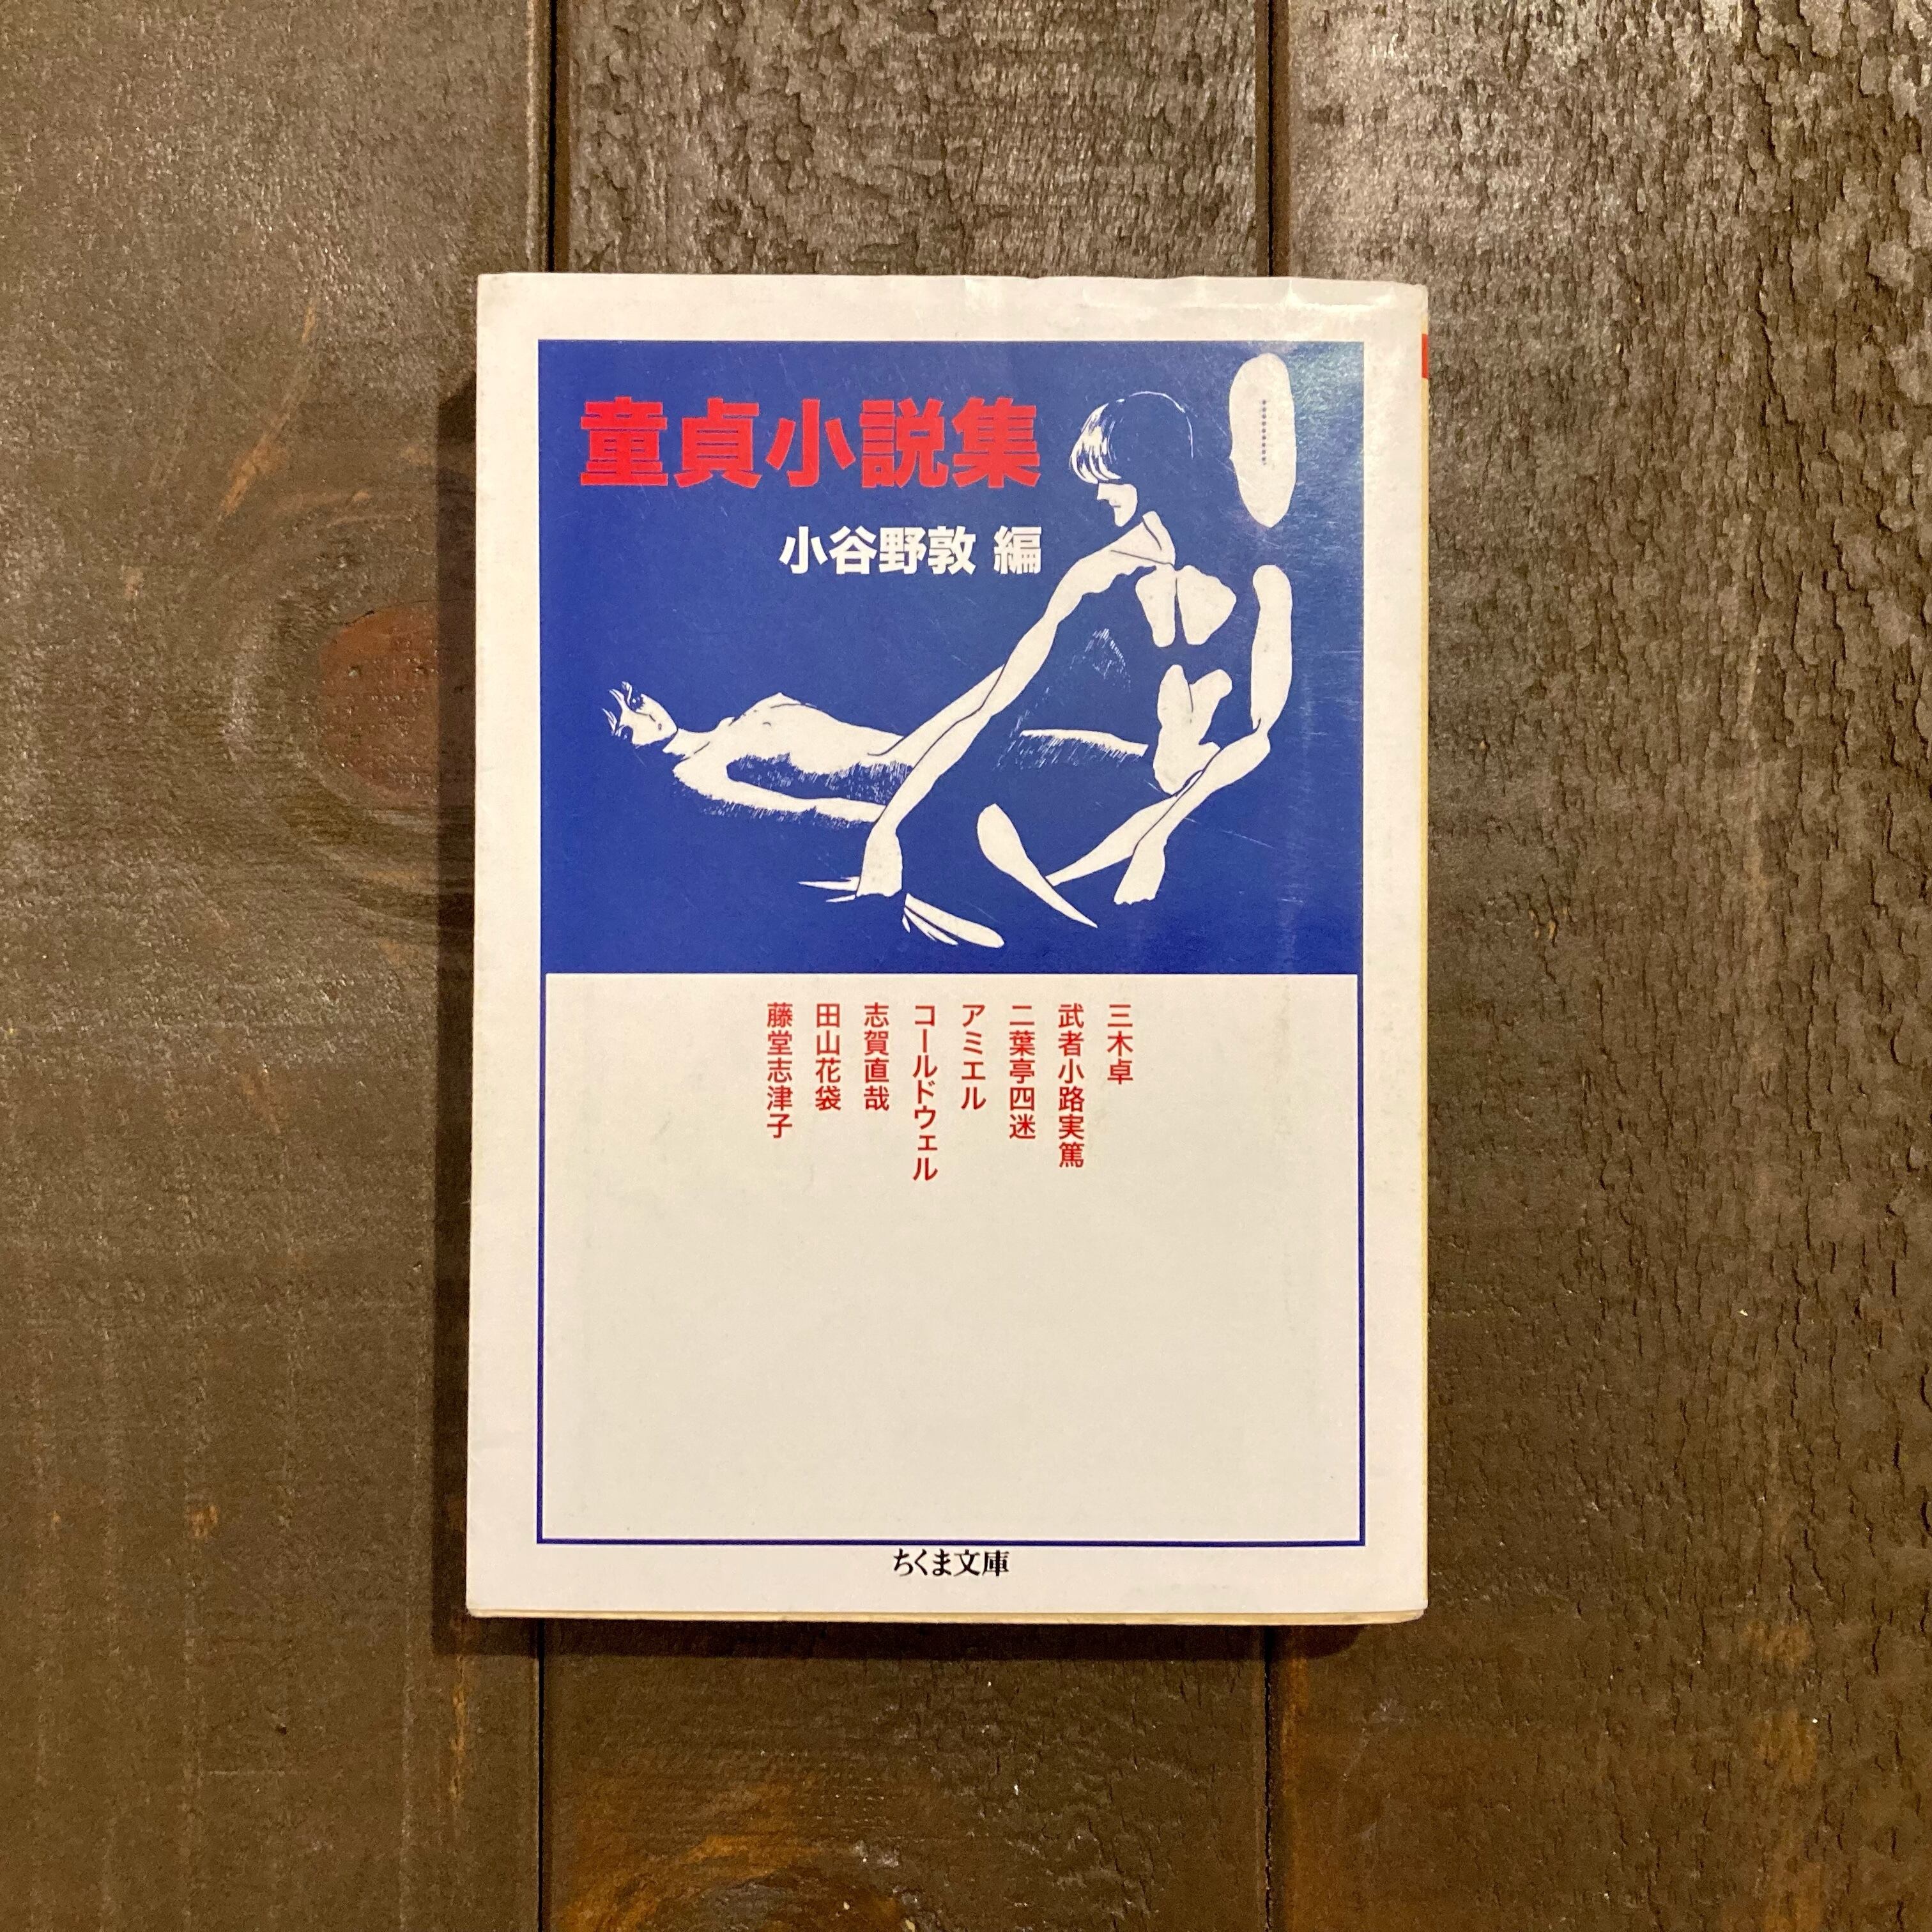 童貞小説集
小谷野敦 編
三木卓
武者小路実篤
二葉亭四迷
アミエル
コールドウェル
志賀直哉
田山花袋
藤堂志津子
ちくま文庫